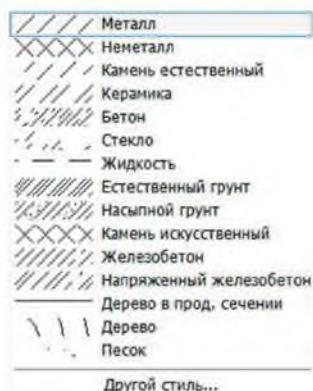 Металл
Неметалл
Камень естественный
Керамика
Бетон
Стекло
Жидкость
Естественный грунт
Насыпной грунт
Камень искусственный
Железобетон
Напряженный железобетон
Дерево в прод. сечении
Дерево
Песок
Другой стиль...